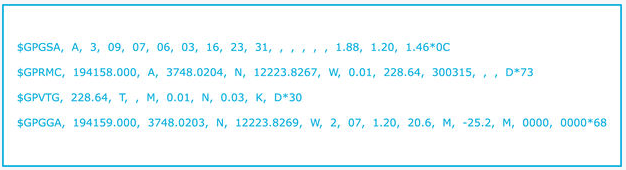 $GPGSA, A, 3, 09, 07, 06, 03, 16, 23, 31, , , , , , 1.88, 1.20, 1.46*0C
$GPRMC, 194158.000, A, 3748.0204, N, 12223.8267, W, 0.01, 228.64, 300315, , , D*73
$GPVTG, 228.64, T, , M, 0.01, N, 0.03, K, D*30
$GPGGA, 194159.000, 3748.0203, N, 12223.8269, W, 2, 07, 1.20, 20.6, M, -25.2, M, 0000, 0000*68